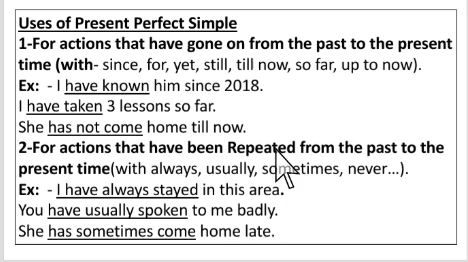 Uses of Present Perfect Simple
1-For actions that have gone on from the past to the present
time (with- since, for, yet, still, till now, so far, up to now).
Ex:  - I have known him since 2018.
I have taken 3 lessons so far.
She has not come home till now.
2-For actions that have been Repeated from the past to the
present time(with always, usually, sometimes, never...).
Ex:  - I have always stayed in this area.
You have usually spoken to me badly.
She has sometimes come home late.